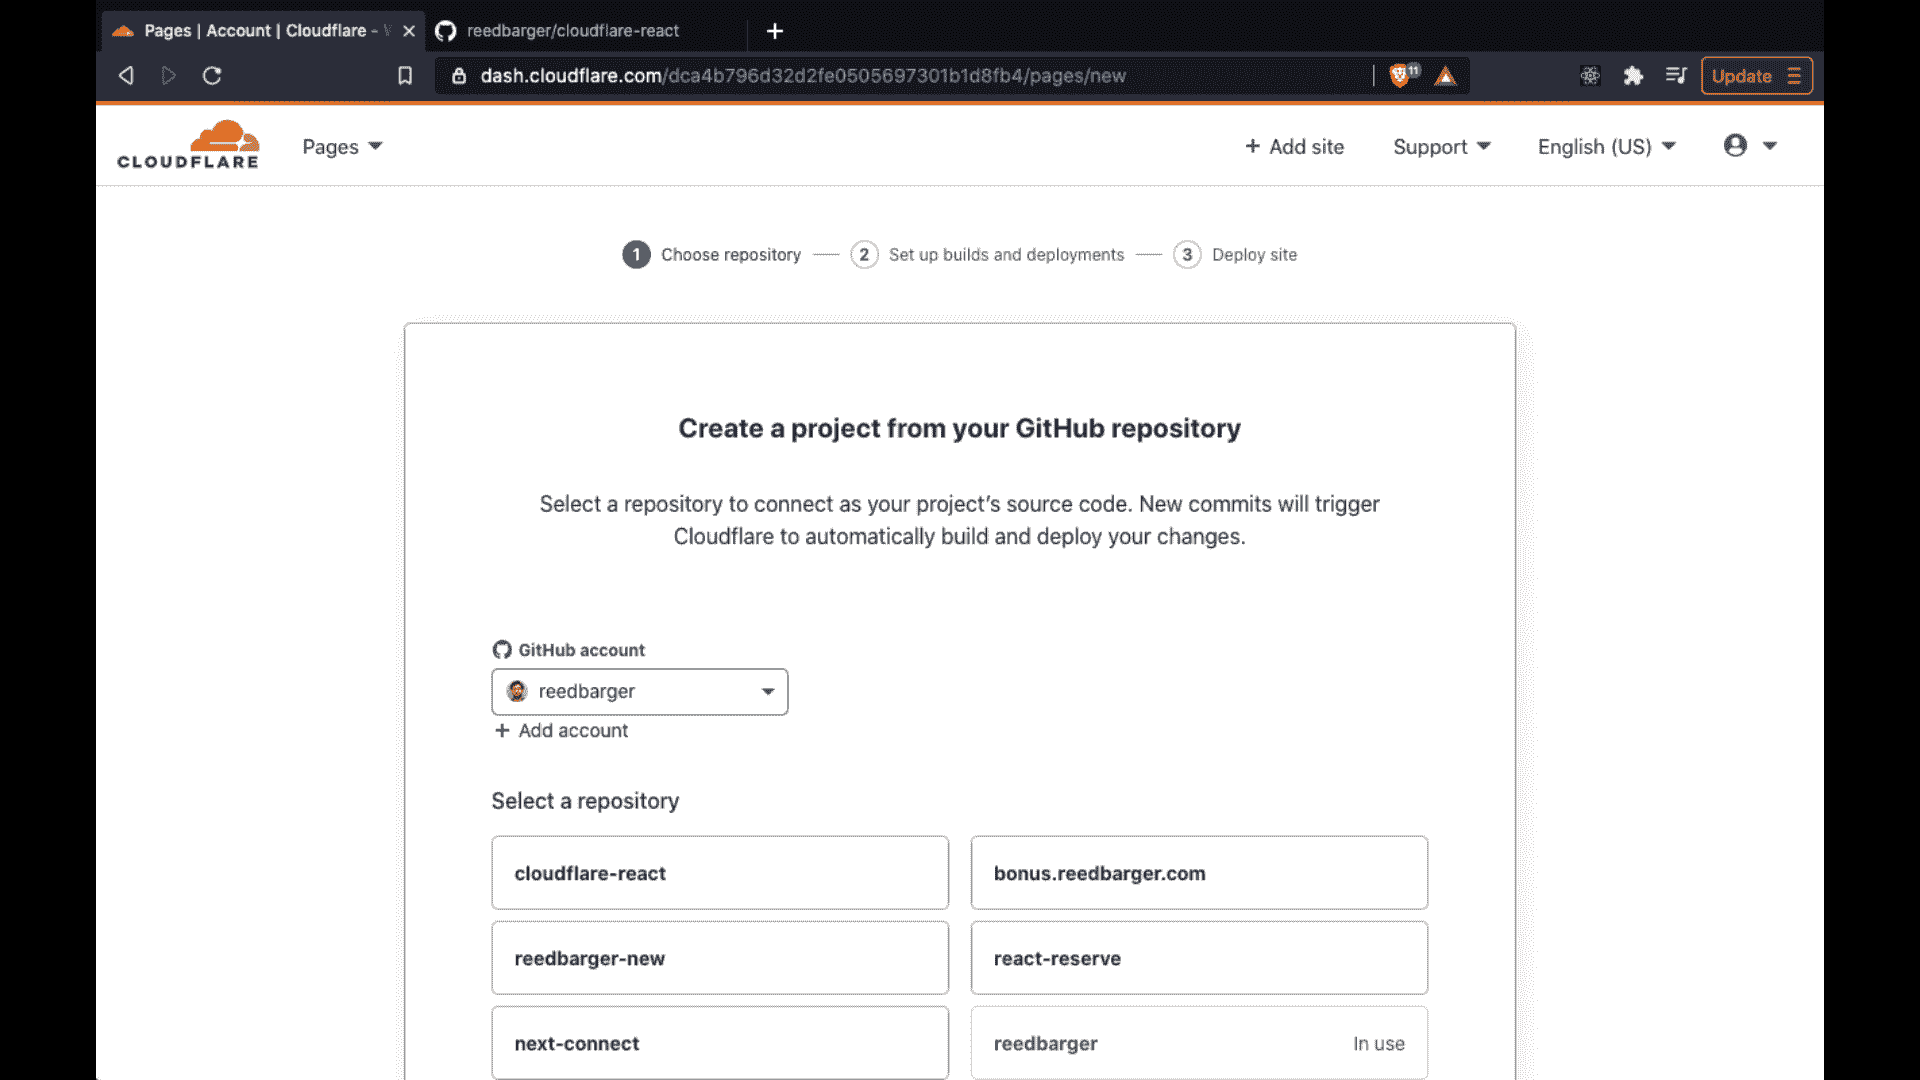 Pages | Account | Cloudflare -
reedbarger/cloudflare-react
dash.cloudflare.com/dca4b796d32d2fe0505697301b1d8fb4/pages/new
11
Update
CLOUDFLARE
Pages
+ Add site
Support
English (US)
1 Choose repository
2 Set up builds and deployments
3 Deploy site
Create a project from your GitHub repository
Select a repository to connect as your project's source code. New commits will trigger
Cloudflare to automatically build and deploy your changes.
GitHub account
reedbarger
+ Add account
Select a repository
cloudflare-react
bonus.reedbarger.com
reedbarger-new
react-reserve
next-connect
reedbarger In use